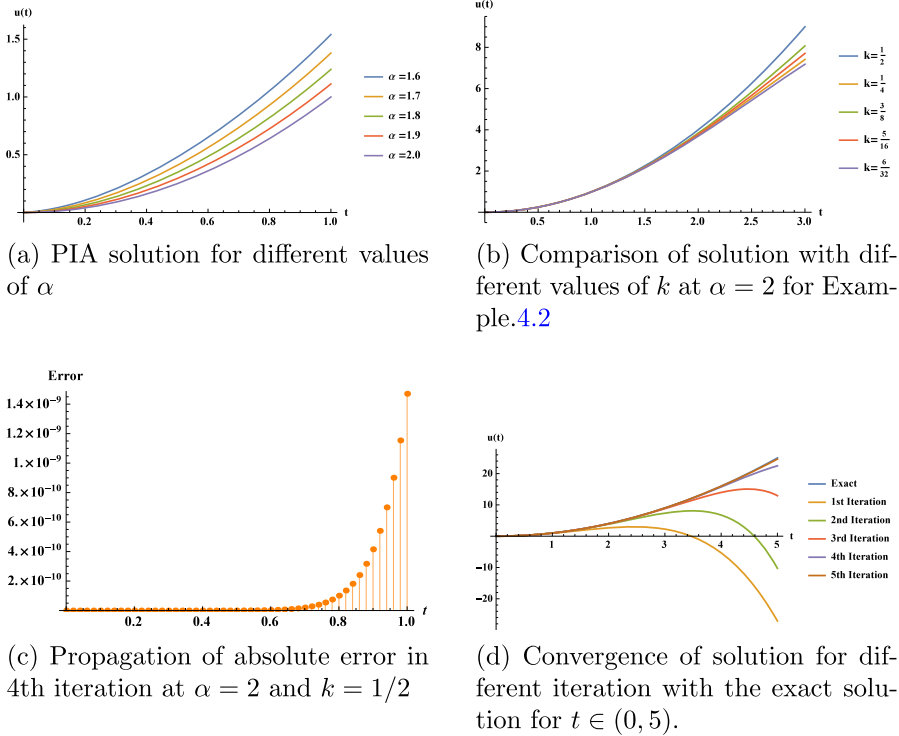 u(t)
1.5
1.0
0.5
0.2 0.4 0.6 0.8 1.0 t
α =1.6
α =1.7
α =1.8
α =1.9
α =2.0
(a) PIA solution for different values
of α
u(t)
8
6
4
2
0.5 1.0 1.5 2.0 2.5 3.0 t
k= 1/2
k= 1/4
k= 3/8
k= 5/16
k= 6/32
(b) Comparison of solution with dif-
ferent values of k at α = 2 for Exam-
ple.4.2
Error
1.4×10⁻⁹
1.×10⁻⁹
1.2×10⁻⁹
8.×10⁻¹⁰
6.×10⁻¹⁰
4.×10⁻¹⁰
2.×10⁻¹⁰
0.2 0.4 0.6 0.8 1.0 t
(c) Propagation of absolute error in
4th iteration at α = 2 and k = 1/2
u(t)
20
10
1 2 3 4 5 t
-10
-20
Exact
1st Iteration
2nd Iteration
3rd Iteration
4th Iteration
5th Iteration
(d) Convergence of solution for dif-
ferent iteration with the exact solu-
tion for t ∈ (0, 5).